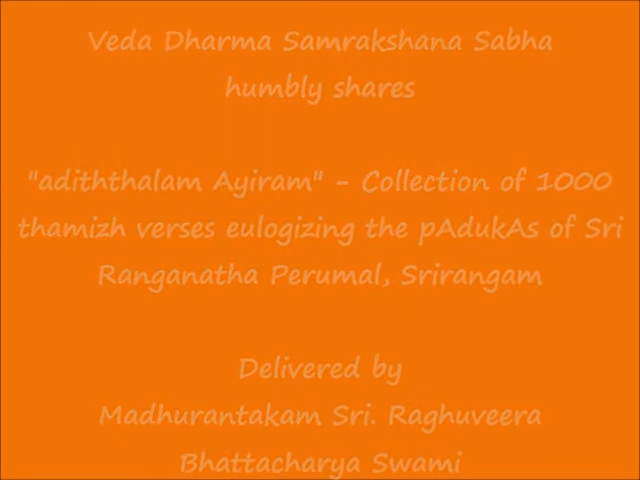 Veda Dharma Samrakshana Sabha
humbly shares
"adiththalam Ayiram" - Collection of 1000
thamizh verses eulogizing the pAdukAs of Sri
Ranganatha Perumal, Srirangam
Delivered by
Madhurantakam Sri. Raghuveera
Bhattacharya Swami